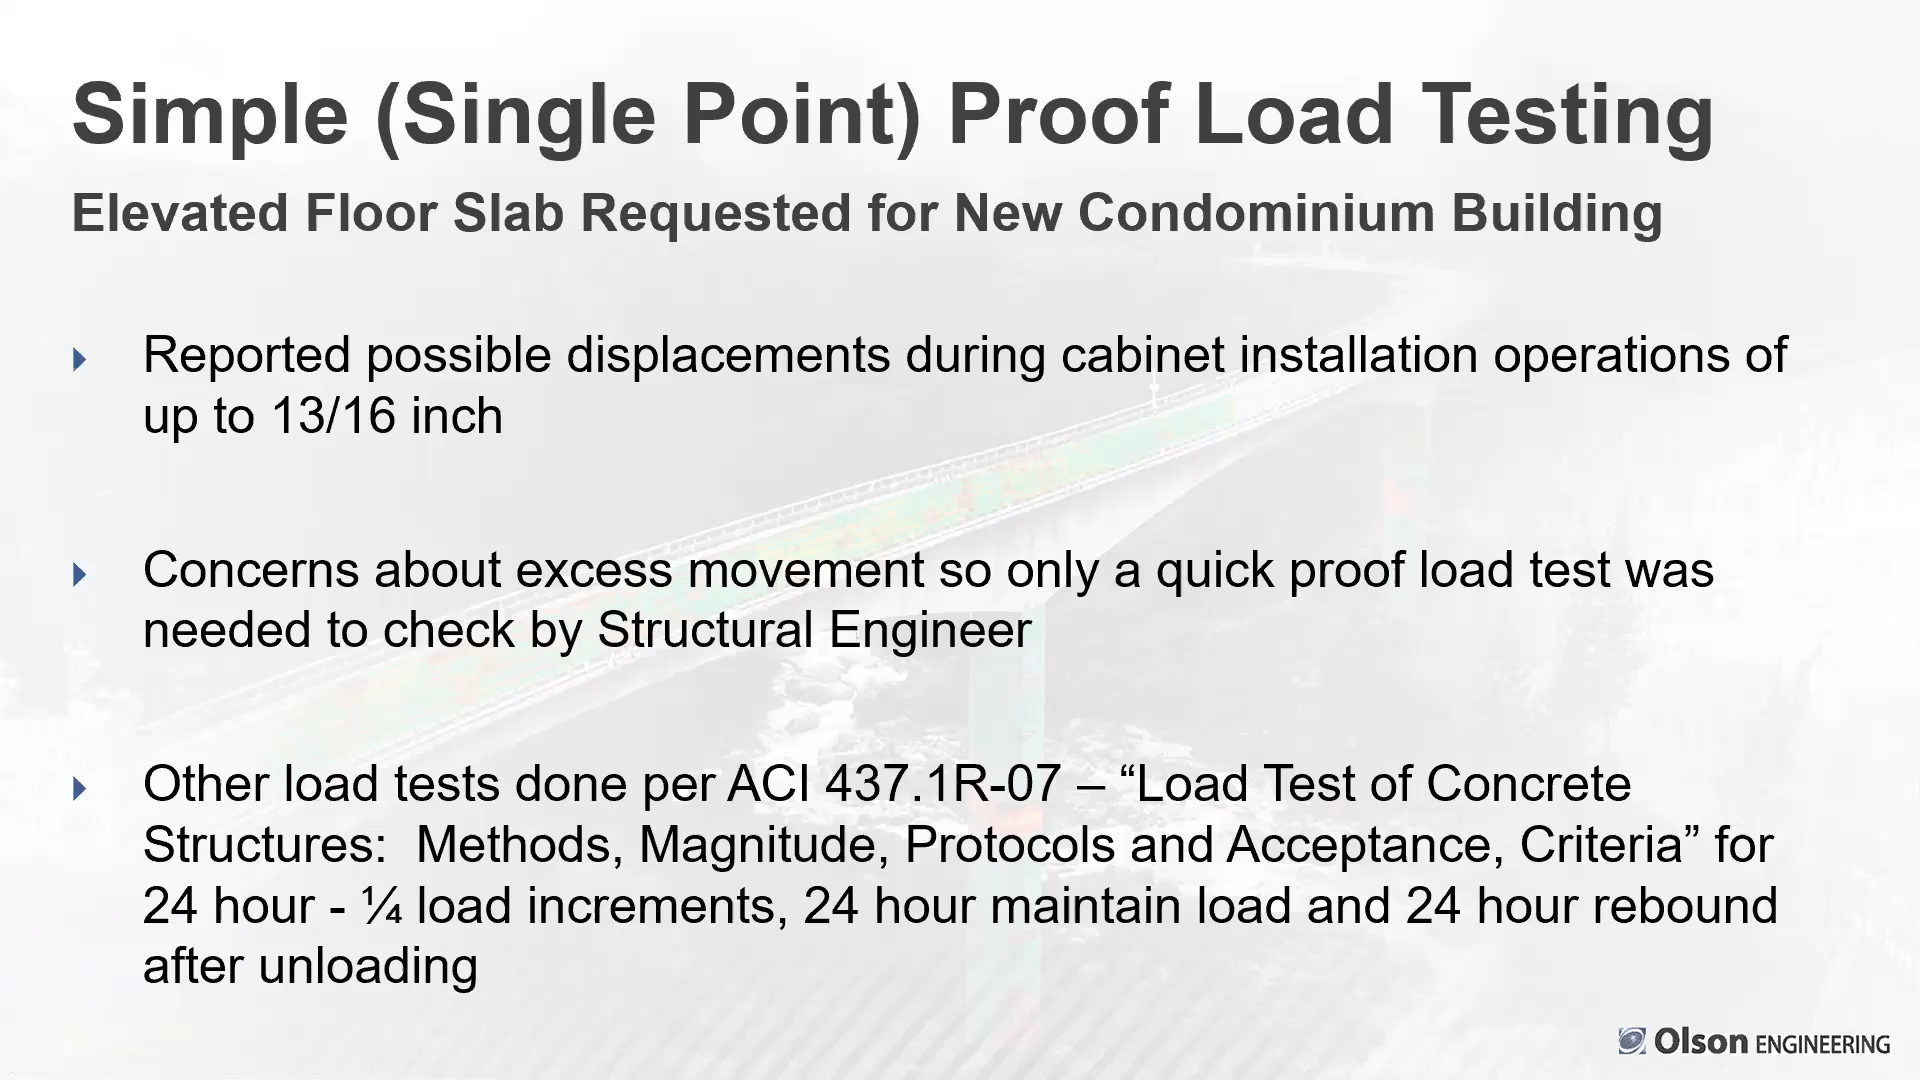 Simple (Single Point) Proof Load Testing
Elevated Floor Slab Requested for New Condominium Building
Reported possible displacements during cabinet installation operations of
up to 13/16 inch
Concerns about excess movement so only a quick proof load test was
needed to check by Structural Engineer
Other load tests done per ACI 437.1R-07 – “Load Test of Concrete
Structures:  Methods, Magnitude, Protocols and Acceptance, Criteria” for
24 hour - ¼ load increments, 24 hour maintain load and 24 hour rebound
after unloading
Olson ENGINEERING